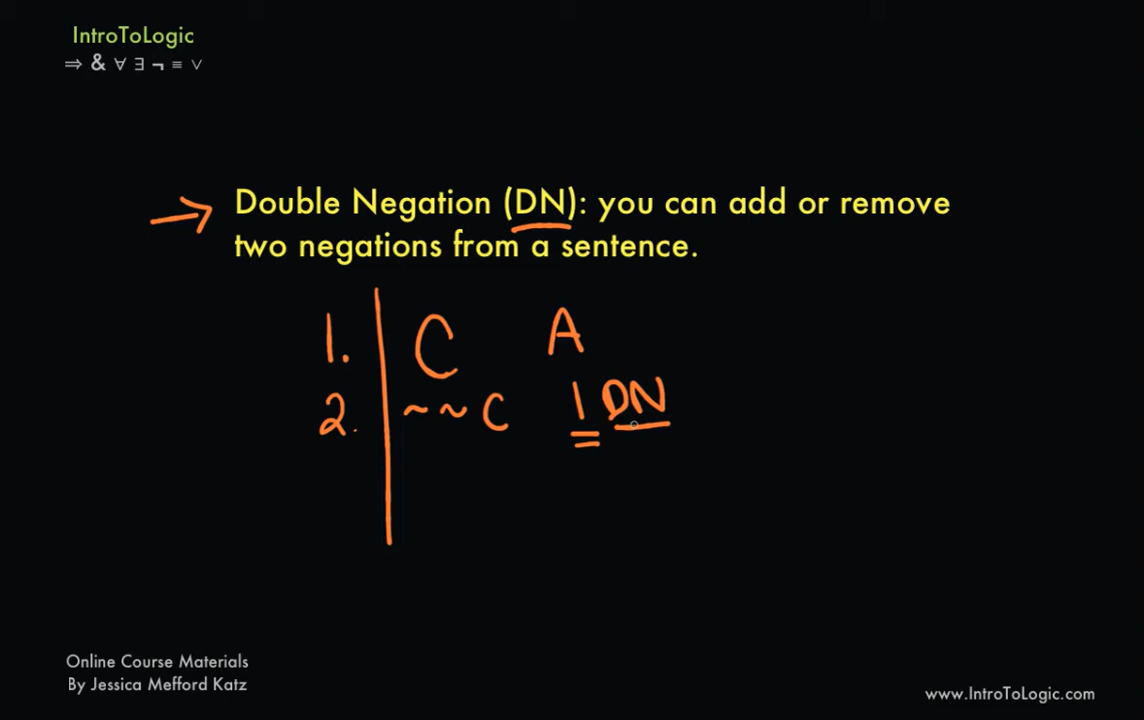 IntroToLogic
⇒ & ∀ ∃ ¬ ≡ ∨
Double Negation (DN): you can add or remove
two negations from a sentence.
1. C A
2. ~~C 1 DN
Online Course Materials
By Jessica Mefford Katz
www.IntroToLogic.com